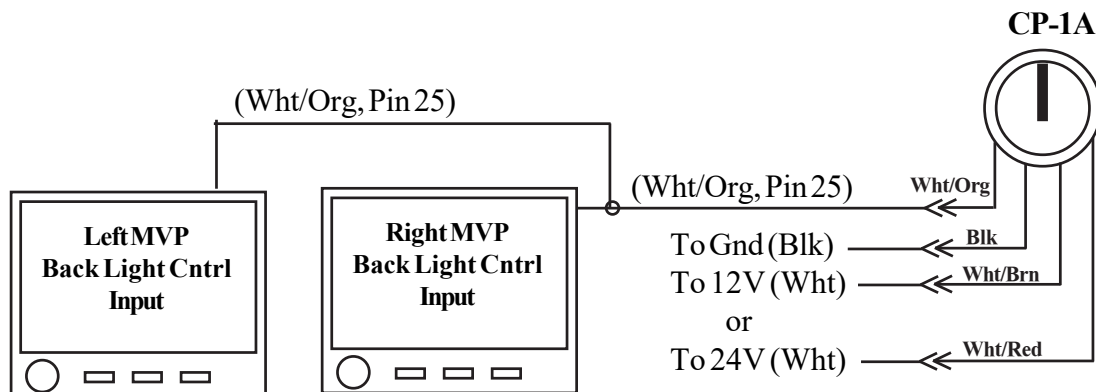 CP-1A
(Wht/Org, Pin 25)
(Wht/Org, Pin 25)
Wht/Org
Left MVP
Back Light Cntrl
Input
Right MVP
Back Light Cntrl
Input
To Gnd (Blk)
Blk
To 12V (Wht)
Wht/Brn
or
To 24V (Wht)
Wht/Red